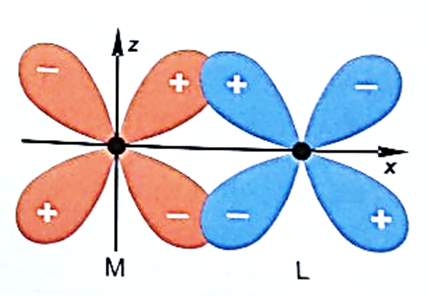 z
− + + −
x
+ − − +
M L